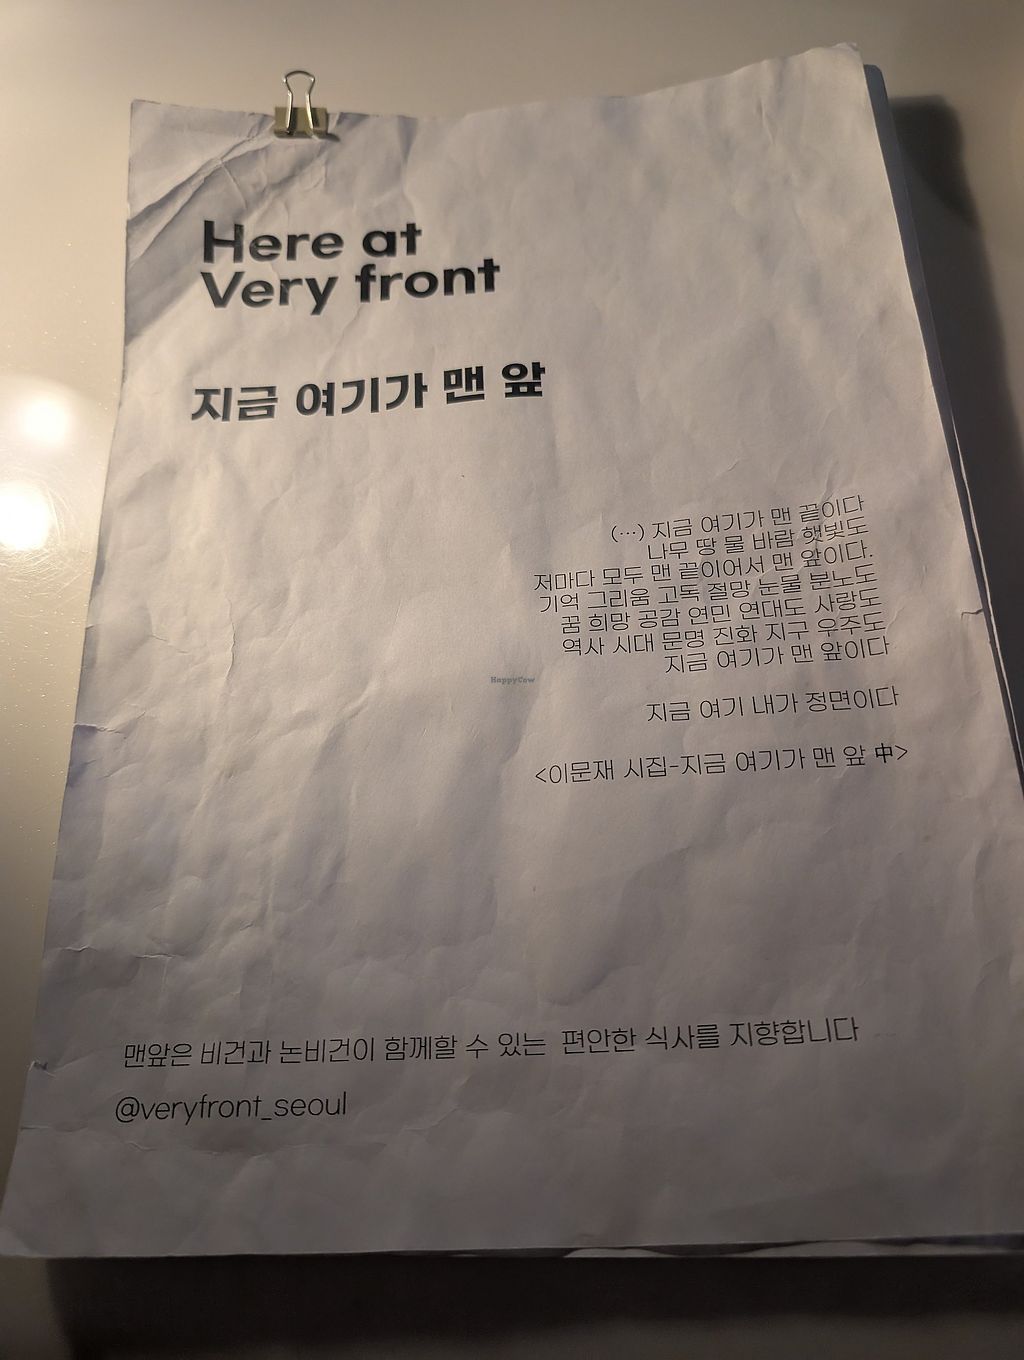 Here at
Very front
지금 여기가 맨 앞
(…) 지금 여기가 맨 끝이다
나무 땅 물 바람 햇빛도
저마다 모두 맨 끝이어서 맨 앞이다.
기억 그리움 고독 절망 눈물 분노도
꿈 희망 공감 연민 연대도 사랑도
역사 시대 문명 진화 지구 우주도
지금 여기가 맨 앞이다
지금 여기 내가 정면이다
<이문재 시집-지금 여기가 맨 앞 中>
HappyCow
맨앞은 비건과 논비건이 함께할 수 있는 편안한 식사를 지향합니다
@veryfront_seoul